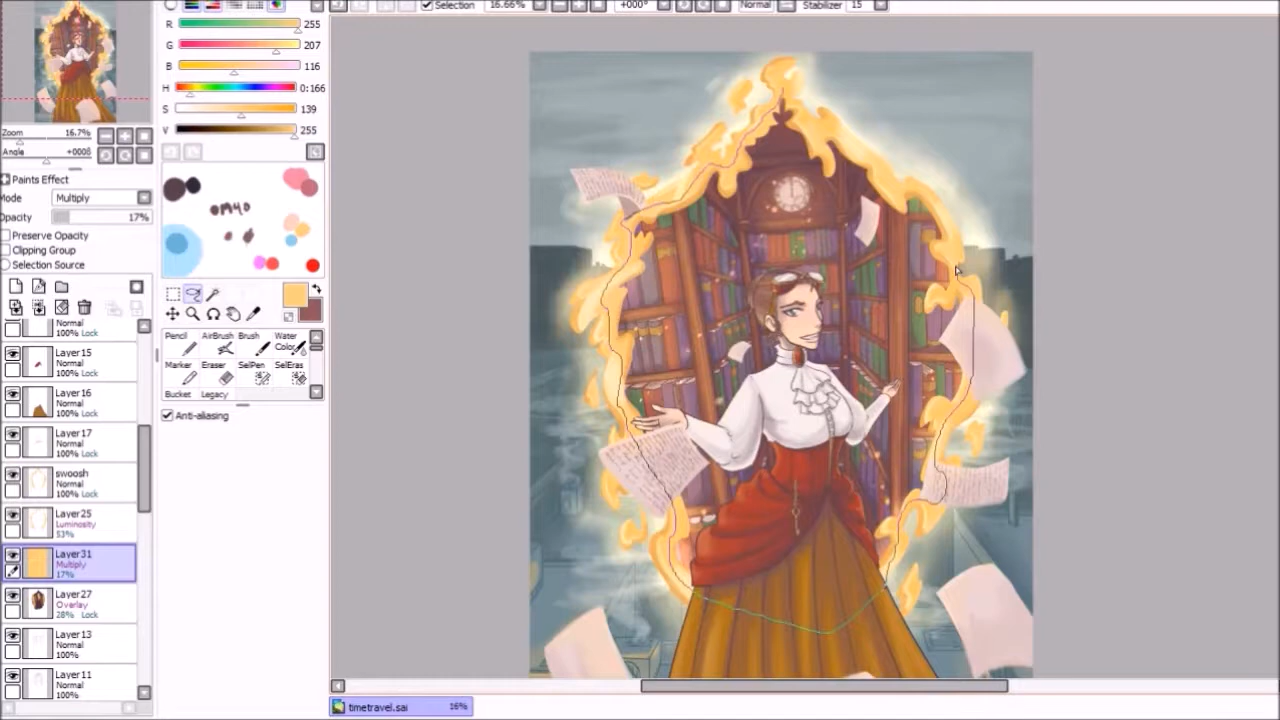 Selection 16.66% +000° Normal Stabilizer 15
R 255
G 207
B 116
H 0:166
S 139
V 255
Zoom 16.7%
Angle +000ß
Paints Effect
Mode Multiply
Opacity 17%
Preserve Opacity
Clipping Group
Selection Source
Normal
100% Lock
Layer15
Normal
100% Lock
Layer16
Normal
100% Lock
Layer17
Normal
100% Lock
swoosh
Normal
100% Lock
Layer25
Luminosity
53%
Layer31
Multiply
17%
Layer27
Overlay
28% Lock
Layer13
Normal
100%
Layer11
Normal
100%
Pencil AirBrush Brush Water
Color
Marker Eraser SelPen SelEras
Bucket Legacy
Anti-aliasing
timetravel.sai 16%